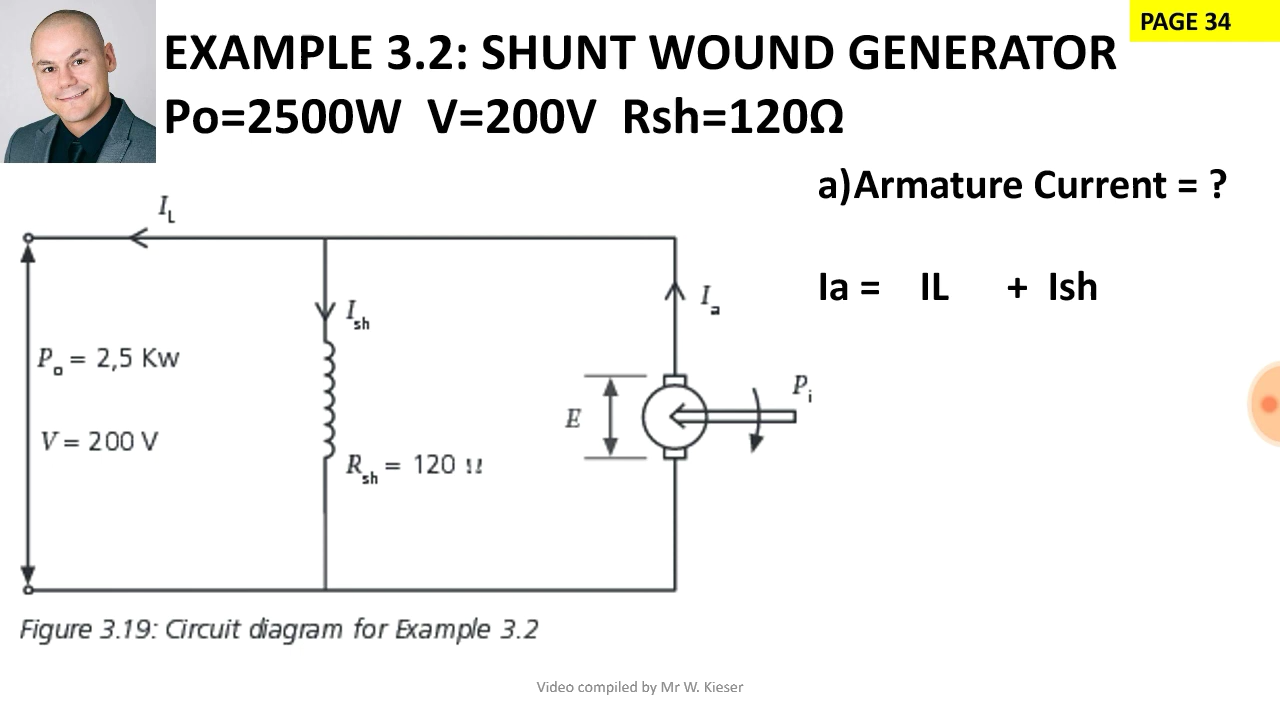 PAGE 34
EXAMPLE 3.2: SHUNT WOUND GENERATOR
Po=2500W V=200V Rsh=120Ω
a)Armature Current = ?
Ia = IL + Ish
IL
Ish
Ia
Po = 2,5 Kw
Pi
E
V = 200 V
Rsh = 120 Ω
Figure 3.19: Circuit diagram for Example 3.2
Video compiled by Mr W. Kieser